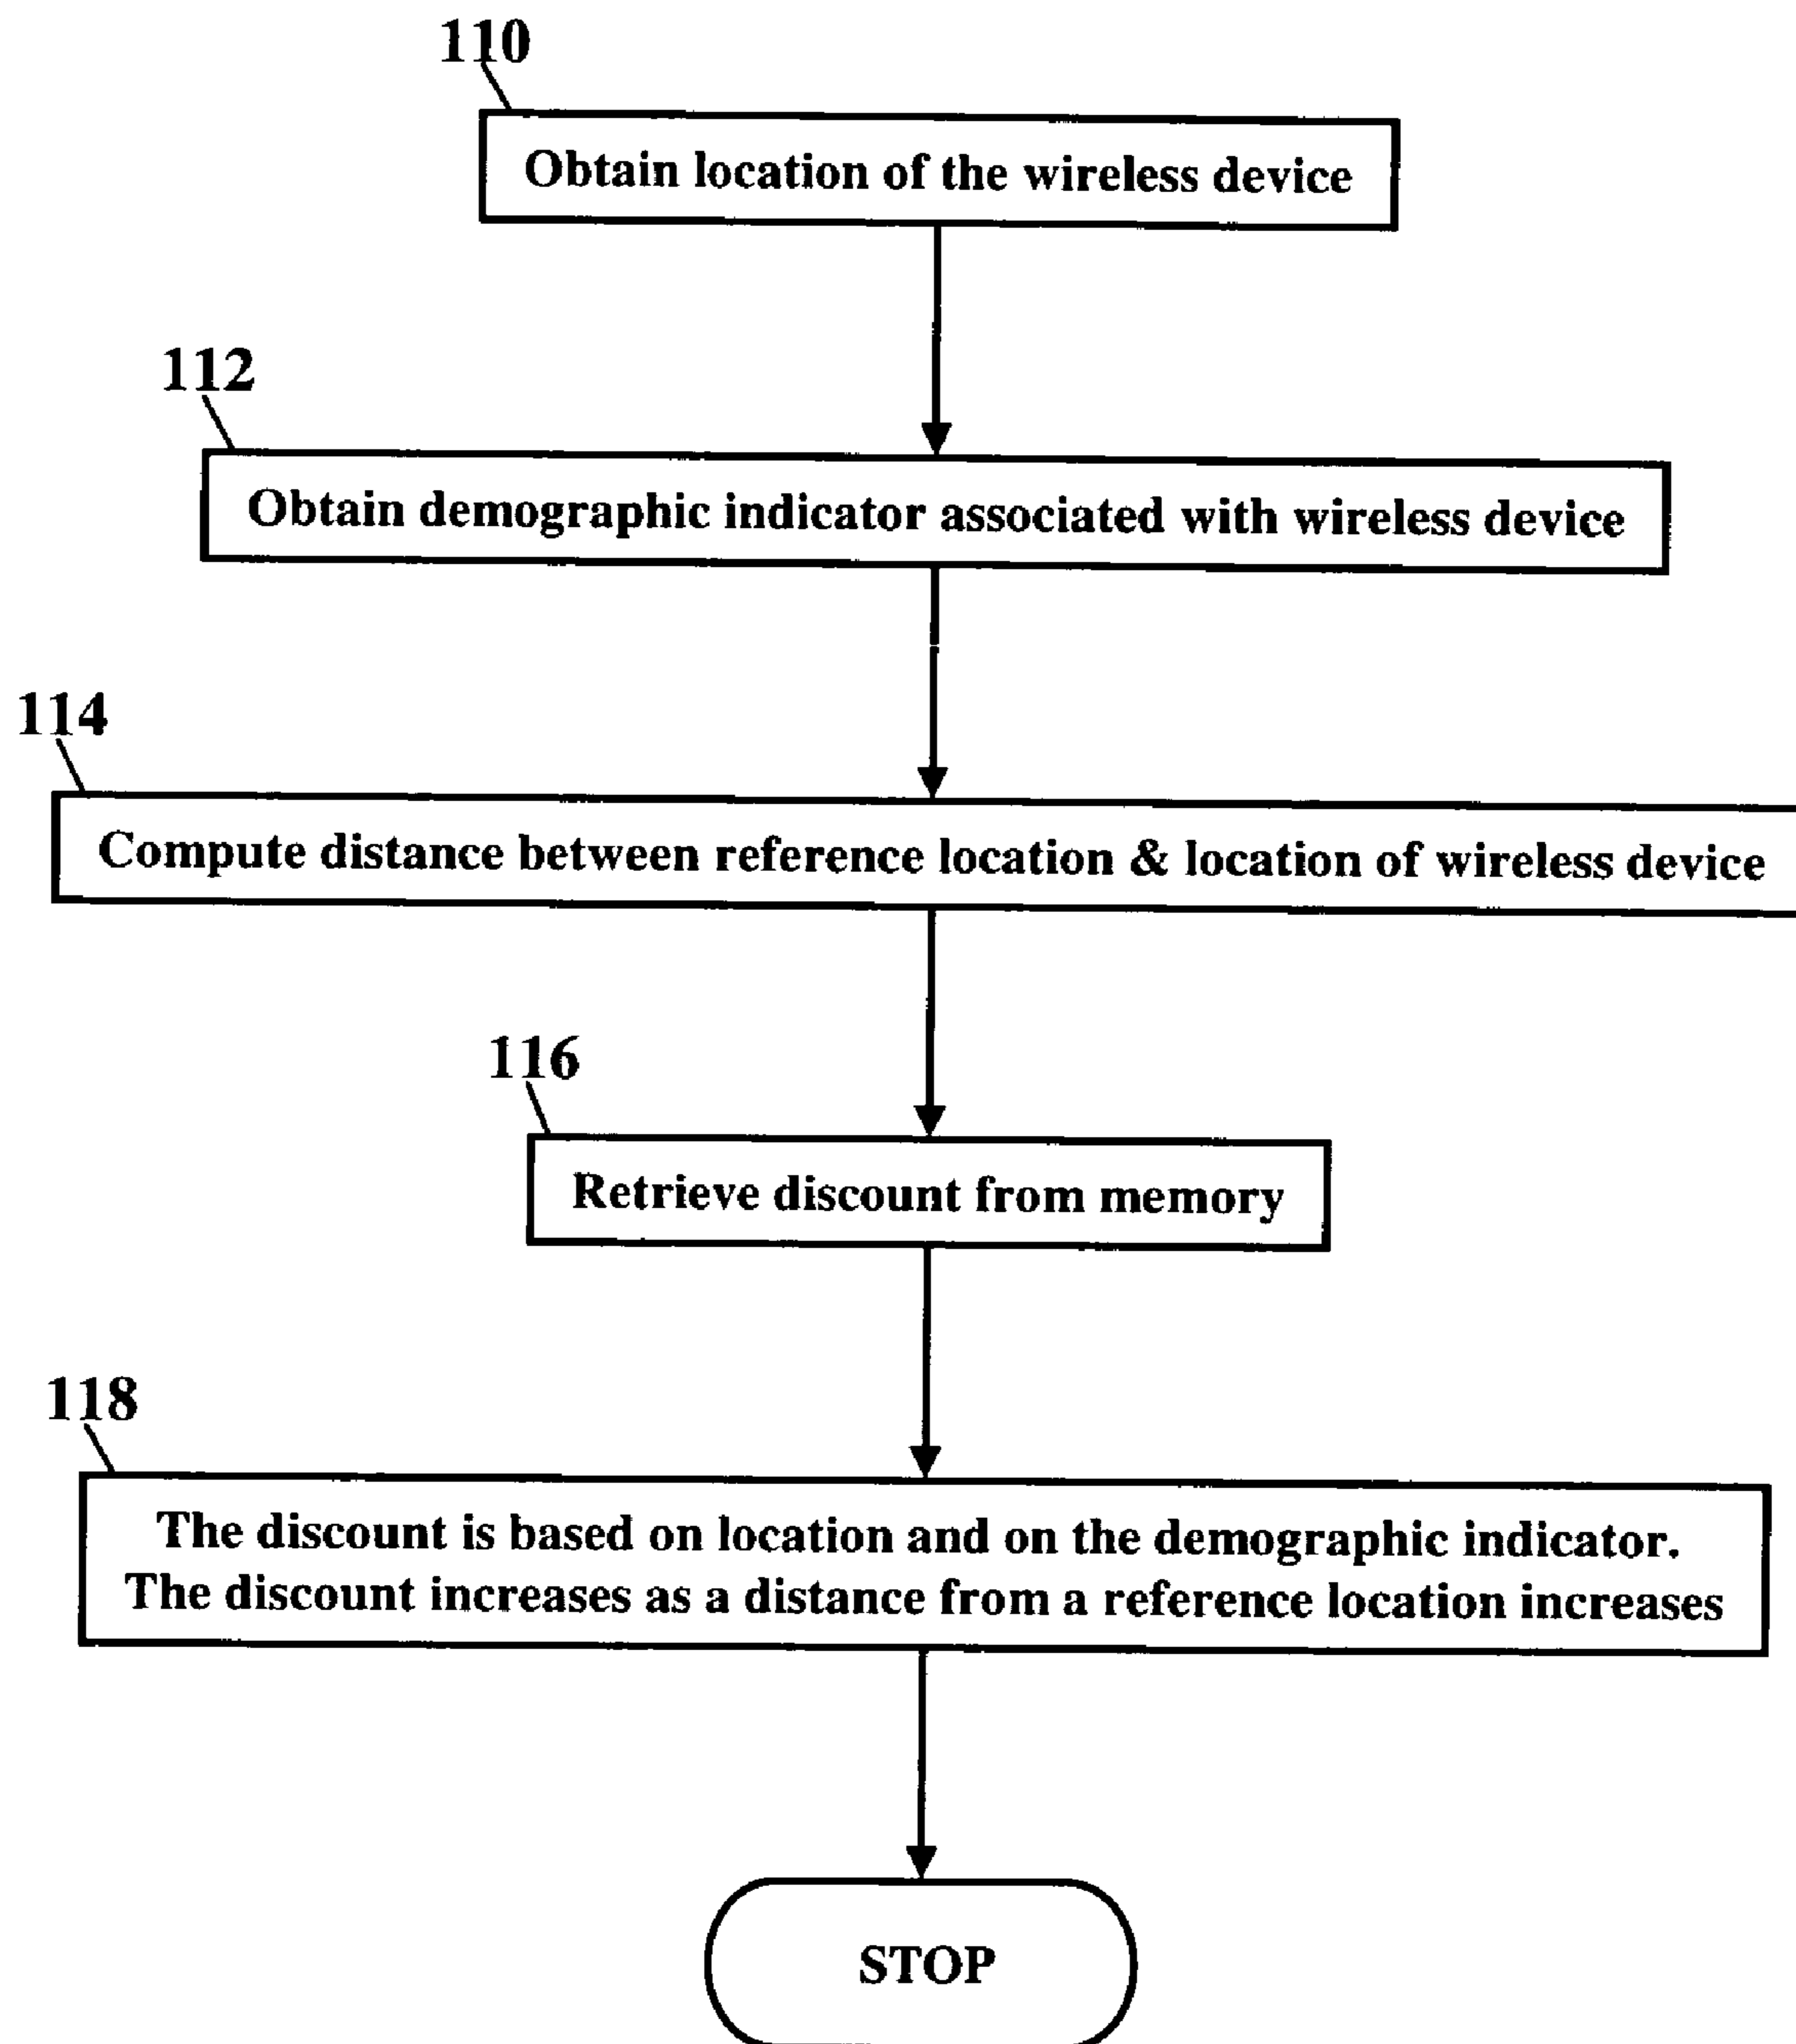 110
Obtain location of the wireless device
112
Obtain demographic indicator associated with wireless device
114
Compute distance between reference location & location of wireless device
116
Retrieve discount from memory
118
The discount is based on location and on the demographic indicator.
The discount increases as a distance from a reference location increases
STOP